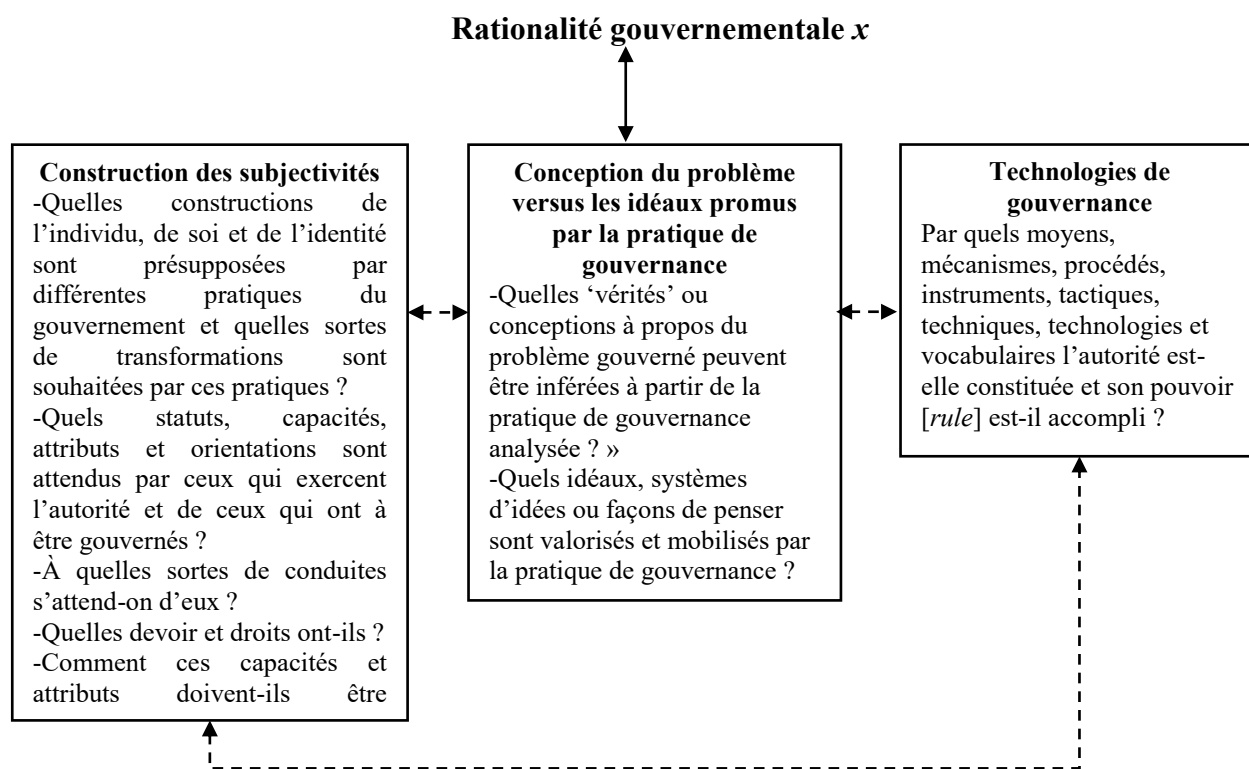 Rationalité gouvernementale x
Construction des subjectivités
-Quelles constructions de
l’individu, de soi et de l’identité
sont présupposées par
différentes pratiques du
gouvernement et quelles sortes
de transformations sont
souhaitées par ces pratiques ?
-Quels statuts, capacités,
attributs et orientations sont
attendus par ceux qui exercent
l’autorité et de ceux qui ont à
être gouvernés ?
-À quelles sortes de conduites
s’attend-on d’eux ?
-Quelles devoir et droits ont-ils ?
-Comment ces capacités et
attributs doivent-ils être
Conception du problème
versus les idéaux promus
par la pratique de
gouvernance
-Quelles ‘vérités’ ou
conceptions à propos du
problème gouverné peuvent
être inférées à partir de la
pratique de gouvernance
analysée ? »
-Quels idéaux, systèmes
d’idées ou façons de penser
sont valorisés et mobilisés par
la pratique de gouvernance ?
Technologies de
gouvernance
Par quels moyens,
mécanismes, procédés,
instruments, tactiques,
techniques, technologies et
vocabulaires l’autorité est-
elle constituée et son pouvoir
[rule] est-il accompli ?